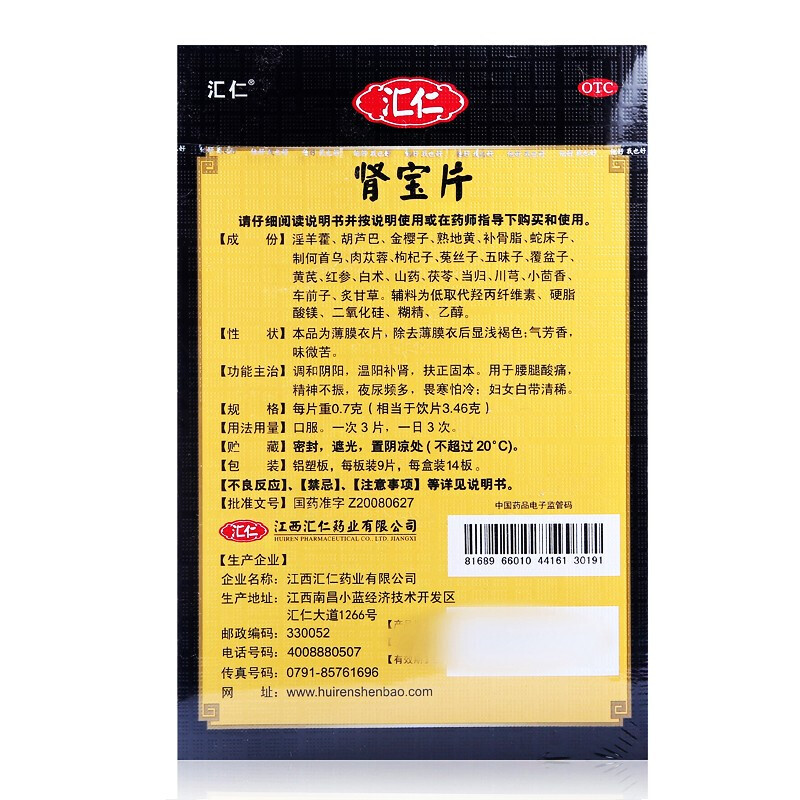 汇仁®
汇仁
OTC
肾宝片
请仔细阅读说明书并按说明使用或在药师指导下购买和使用。
【成 份】淫羊藿、胡芦巴、金樱子、熟地黄、补骨脂、蛇床子、
制何首乌、肉苁蓉、枸杞子、菟丝子、五味子、覆盆子、
黄芪、红参、白术、山药、茯苓、当归、川芎、小茴香、
车前子、炙甘草。辅料为低取代羟丙纤维素、硬脂
酸镁、二氧化硅、糊精、乙醇。
【性 状】本品为薄膜衣片，除去薄膜衣后显浅褐色；气芳香，
味微苦。
【功能主治】调和阴阳，温阳补肾，扶正固本。用于腰腿酸痛，
精神不振，夜尿频多，畏寒怕冷；妇女白带清稀。
【规 格】每片重0.7克（相当于饮片3.46克）
【用法用量】口服。一次3片，一日3次。
【贮 藏】密封，遮光，置阴凉处（不超过20°C）。
【包 装】铝塑板，每板装9片，每盒装14板。
【不良反应】、【禁忌】、【注意事项】等详见说明书。
【批准文号】国药准字Z20080627
中国药品电子监管码
81689 66010 44161 30191
汇仁 江西汇仁药业有限公司
HUIREN PHARMACEUTICAL CO., LTD. JIANGXI
【生产企业】
企业名称：江西汇仁药业有限公司
生产地址：江西南昌小蓝经济技术开发区
汇仁大道1266号
邮政编码：330052
电话号码：4008880507
传真号码：0791-85761696
网 址：www.huirenshenbao.com
【产
【有效